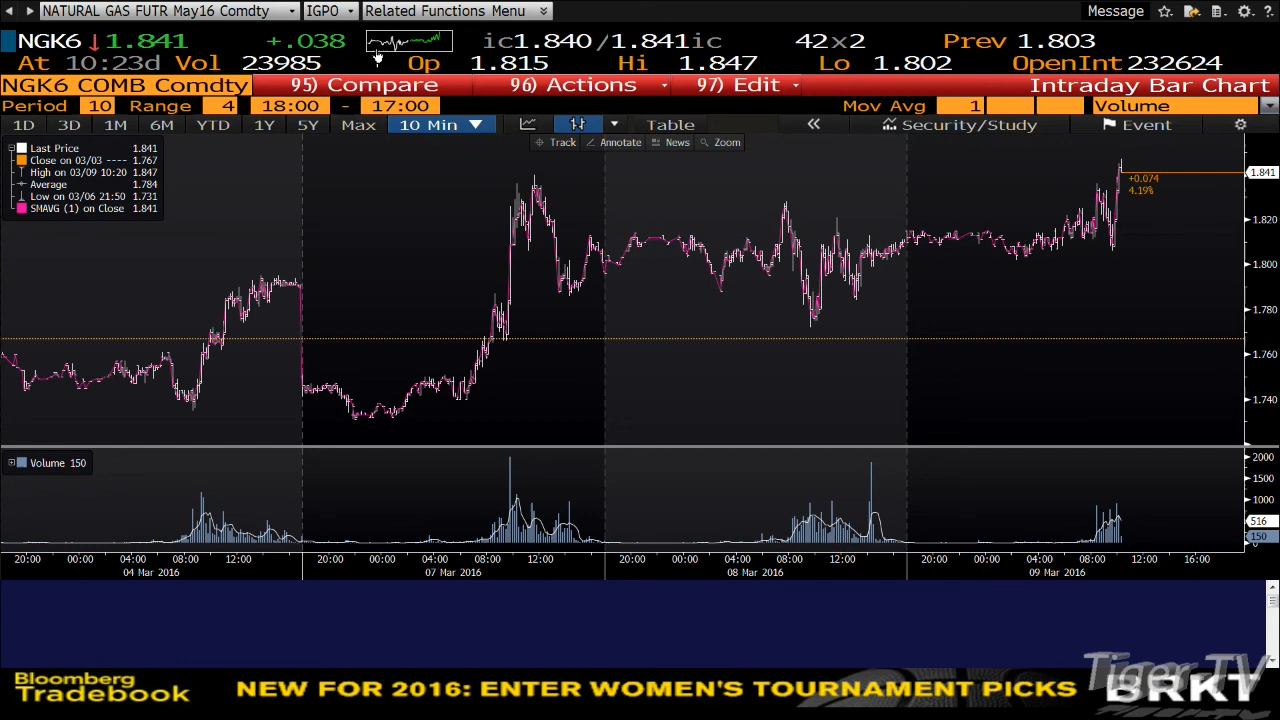 NATURAL GAS FUTR May16 Comdty IGPO Related Functions Menu Message
NGK6 1.841 +.038 ic1.840/1.841ic 42x2 Prev 1.803
At 10:23d Vol 23985 Op 1.815 Hi 1.847 Lo 1.802 OpenInt 232624
NGK6 COMB Comdty 95) Compare 96) Actions 97) Edit Intraday Bar Chart
Period 10 Range 4 18:00 - 17:00 Mov Avg 1 Volume
1D 3D 1M 6M YTD 1Y 5Y Max 10 Min Table Security/Study Event
Track Annotate News Zoom
Last Price 1.841
Close on 03/03 ---- 1.767
High on 03/09 10:20 1.847
Average 1.784
Low on 03/06 21:50 1.731
SMAVG (1) on Close 1.841
+0.074
4.19%
1.841
1.820
1.800
1.780
1.760
1.740
Volume 150
2000
1500
1000
516
150
20:00 00:00 04:00 08:00 12:00 20:00 00:00 04:00 08:00 12:00 20:00 00:00 04:00 08:00 12:00 20:00 00:00 04:00 08:00 12:00 16:00
04 Mar 2016 07 Mar 2016 08 Mar 2016 09 Mar 2016
Bloomberg
Tradebook
NEW FOR 2016: ENTER WOMEN'S TOURNAMENT PICKS
Tiger TV
BRKT